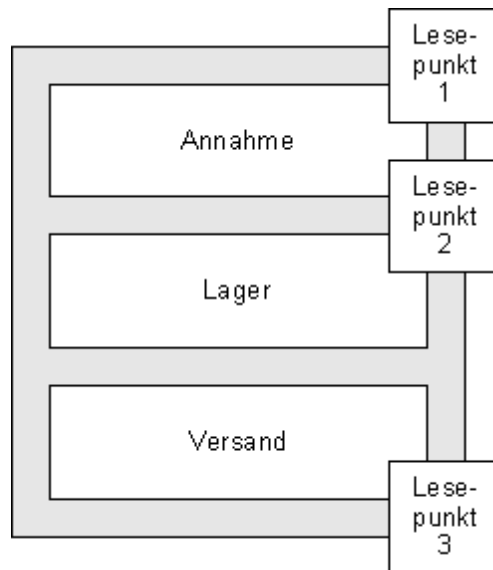 Lese-
punkt
1
Annahme
Lese-
punkt
2
Lager
Versand
Lese-
punkt
3